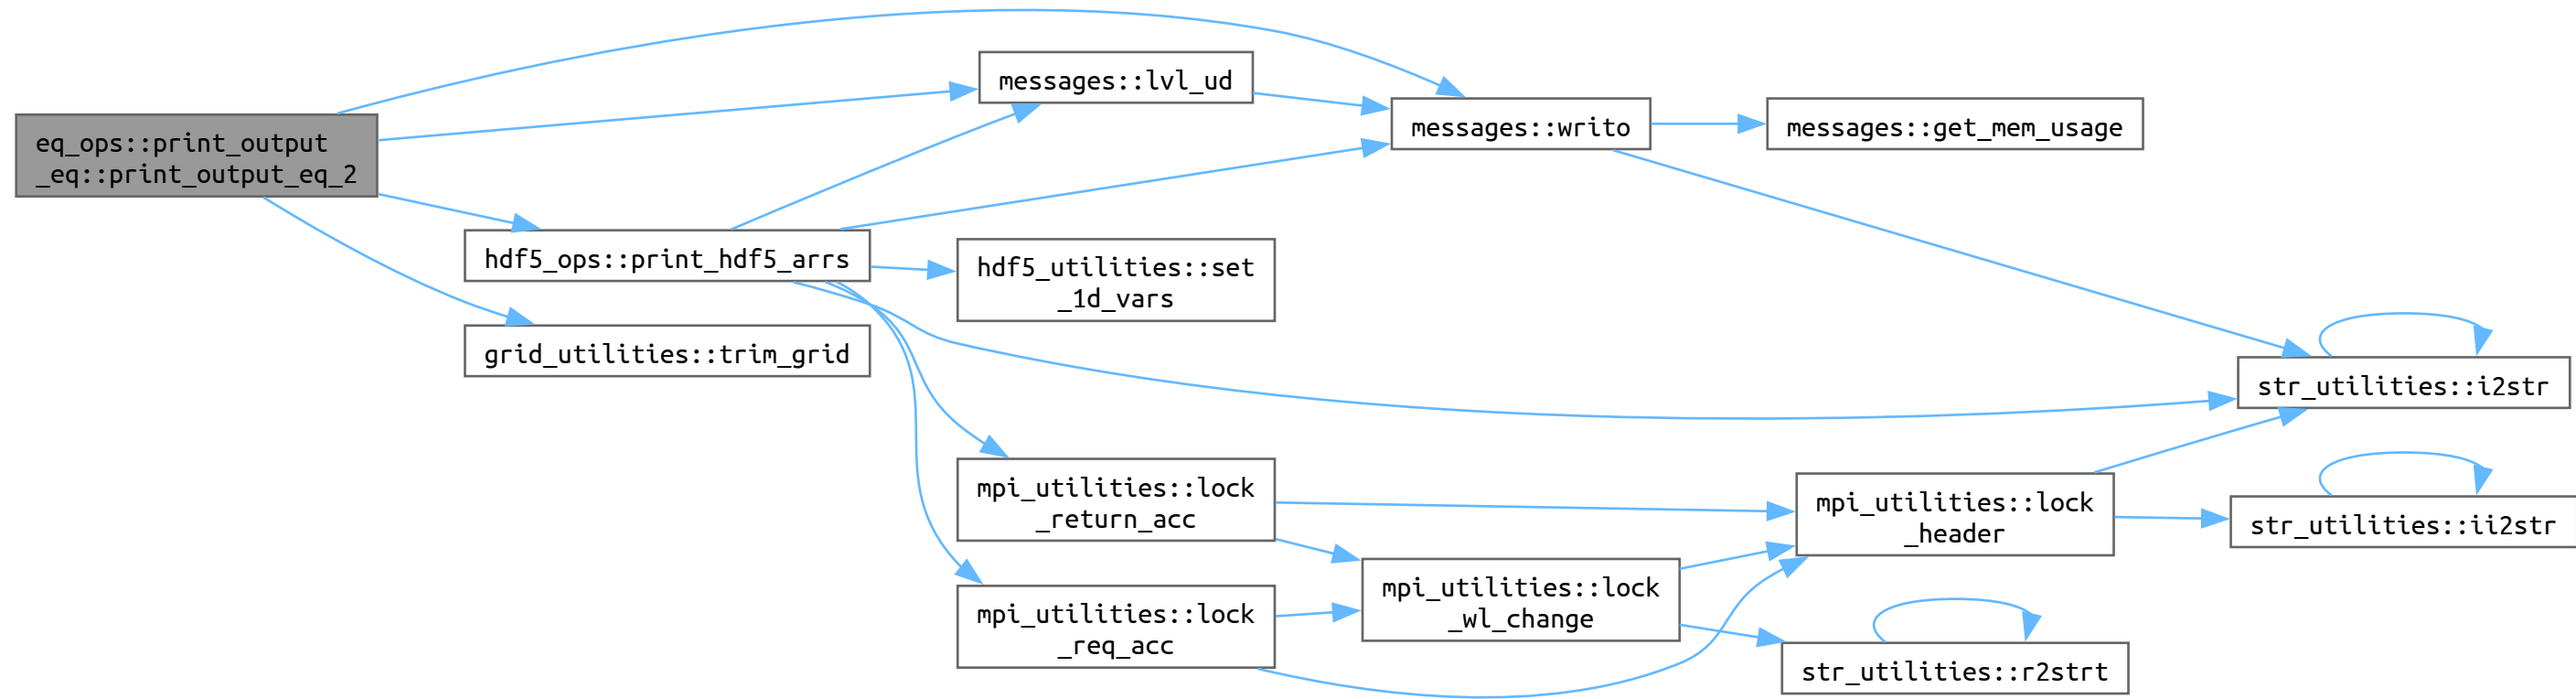 eq_ops::print_output
_eq::print_output_eq_2
messages::lvl_ud
messages::writo
messages::get_mem_usage
hdf5_ops::print_hdf5_arrs
hdf5_utilities::set
_1d_vars
grid_utilities::trim_grid
str_utilities::i2str
mpi_utilities::lock
_return_acc
mpi_utilities::lock
_header
str_utilities::ii2str
mpi_utilities::lock
_wl_change
mpi_utilities::lock
_req_acc
str_utilities::r2strt